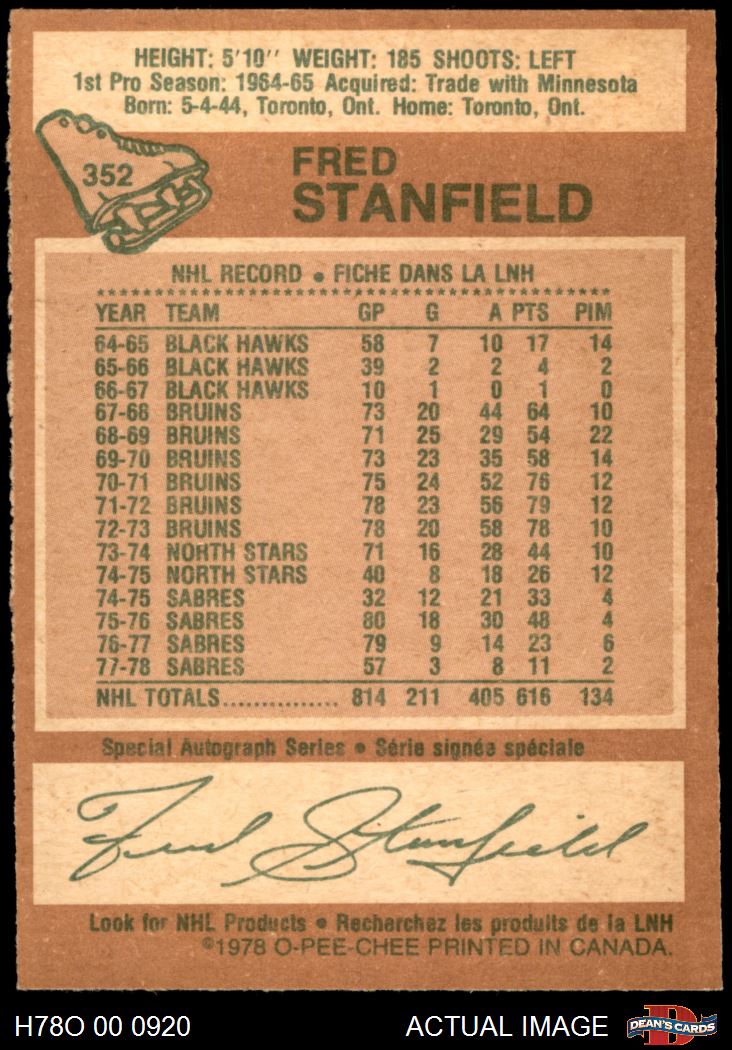 HEIGHT: 5'10'' WEIGHT: 185 SHOOTS: LEFT
1st Pro Season: 1964-65 Acquired: Trade with Minnesota
Born: 5-4-44, Toronto, Ont. Home: Toronto, Ont.
352
FRED
STANFIELD
NHL RECORD • FICHE DANS LA LNH
YEAR TEAM GP G A PTS PIM
64-65 BLACK HAWKS 58 7 10 17 14
65-66 BLACK HAWKS 39 2 2 4 2
66-67 BLACK HAWKS 10 1 0 1 0
67-68 BRUINS 73 20 44 64 10
68-69 BRUINS 71 25 29 54 22
69-70 BRUINS 73 23 35 58 14
70-71 BRUINS 75 24 52 76 12
71-72 BRUINS 78 23 56 79 12
72-73 BRUINS 78 20 58 78 10
73-74 NORTH STARS 71 16 28 44 10
74-75 NORTH STARS 40 8 18 26 12
74-75 SABRES 32 12 21 33 4
75-76 SABRES 80 18 30 48 4
76-77 SABRES 79 9 14 23 6
77-78 SABRES 57 3 8 11 2
NHL TOTALS............... 814 211 405 616 134
Special Autograph Series • Série signée spéciale
Fred Stanfield
Look for NHL Products • Recherchez les produits de la LNH
©1978 O-PEE-CHEE PRINTED IN CANADA.
H78O 00 0920 ACTUAL IMAGE DEAN'S CARDS